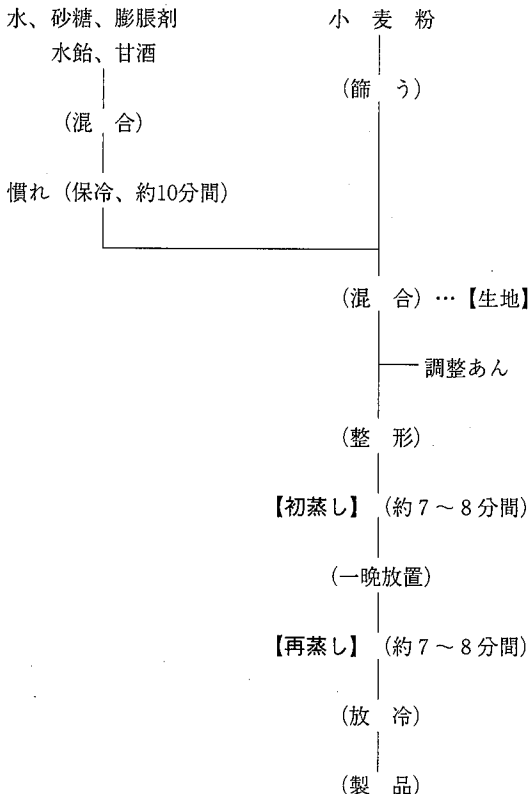 水、砂糖、膨脹剤
水飴、甘酒
(混 合)
慣れ (保冷、約10分間)
小 麦 粉
(篩 う)
(混 合) … 【生地】
調整あん
(整 形)
【初蒸し】 (約7～8分間)
(一晩放置)
【再蒸し】 (約7～8分間)
(放 冷)
(製 品)